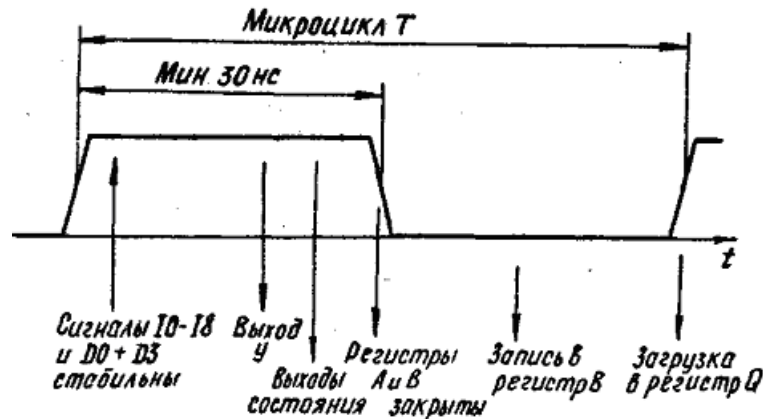 Микроцикл T
Мин 30 нс
t
Сигналы I0-I8
и D0+D3
стабильны
Выход
У
Выходы
состояния
Регистры
А и В
закрыты
Запись в
регистр В
Загрузка
в регистр Q